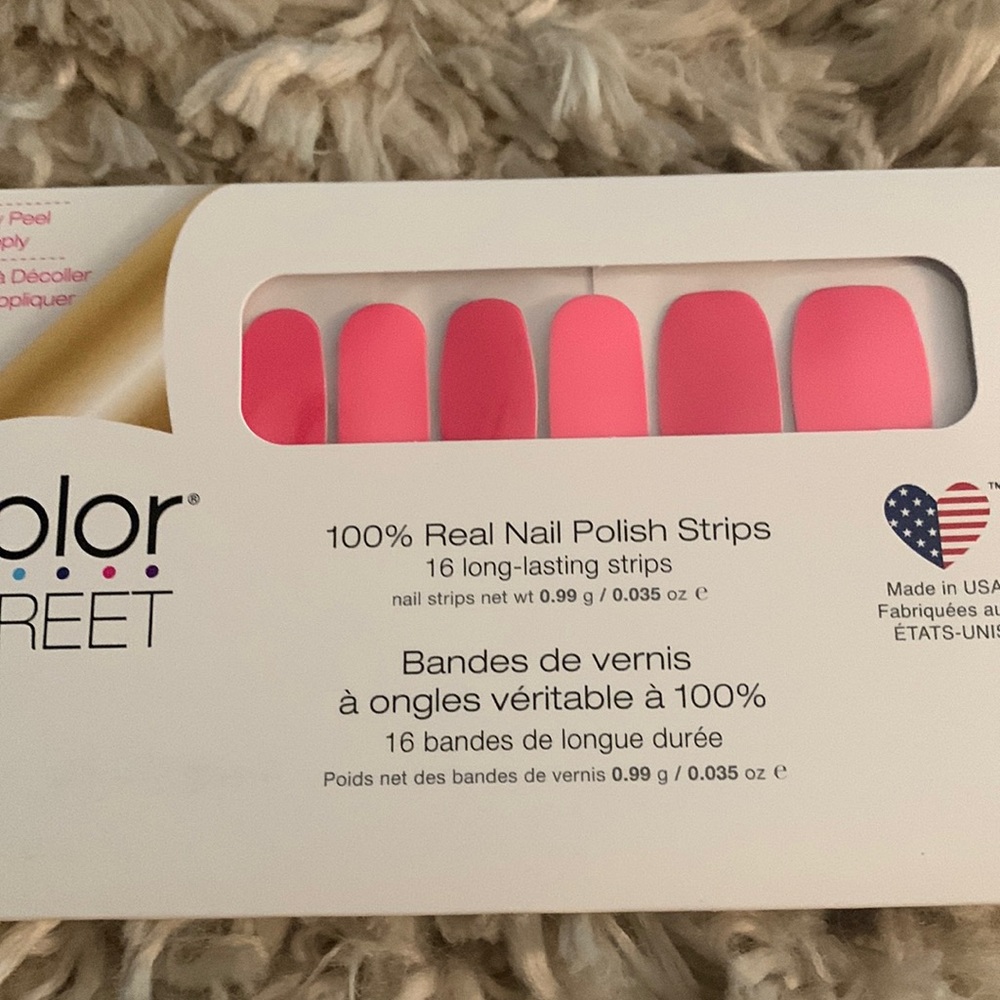 Peel
ply
à Décoller
ppliquer
olor®
REET
100% Real Nail Polish Strips
16 long-lasting strips
nail strips net wt 0.99 g / 0.035 oz ℮
Bandes de vernis
à ongles véritable à 100%
16 bandes de longue durée
Poids net des bandes de vernis 0.99 g / 0.035 oz ℮
TM
Made in USA
Fabriquées au
ÉTATS-UNIS